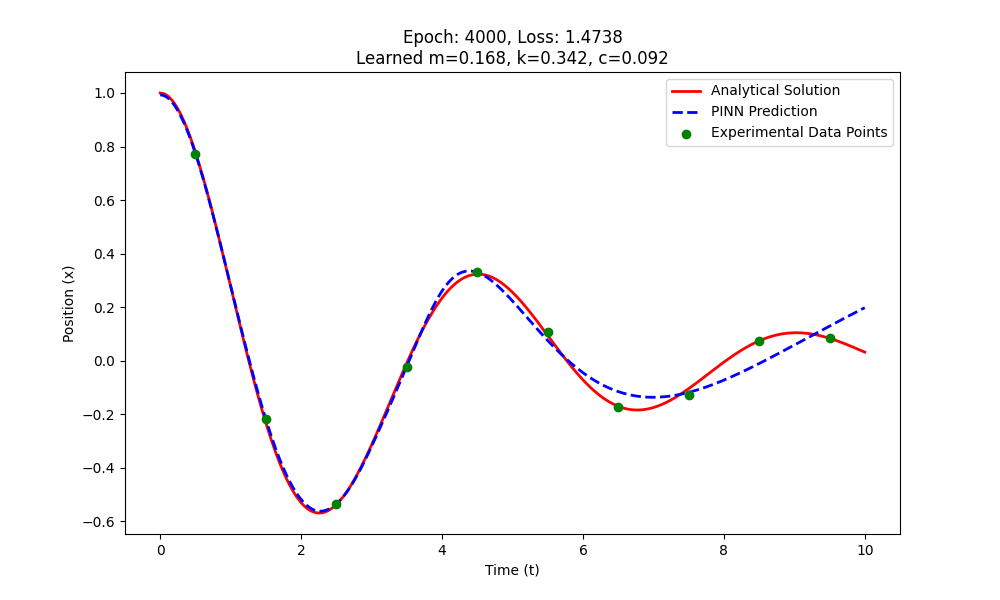 Epoch: 4000, Loss: 1.4738
Learned m=0.168, k=0.342, c=0.092
Analytical Solution
PINN Prediction
Experimental Data Points
Position (x)
1.0
0.8
0.6
0.4
0.2
0.0
−0.2
−0.4
−0.6
0 2 4 6 8 10
Time (t)